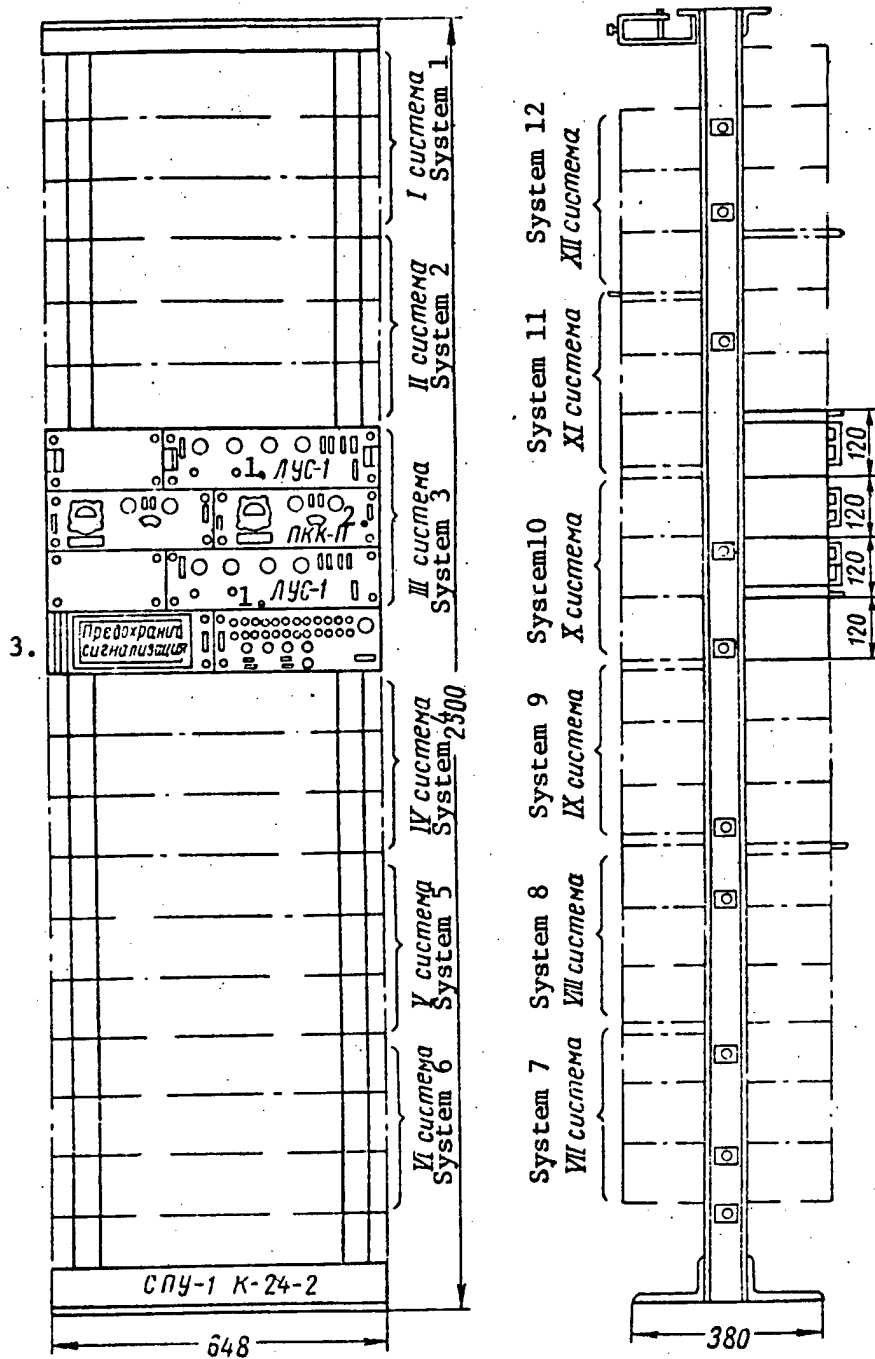 I система
System 1
II система
System 2
1. ЛУС-1
2.
ПКК-П
1. ЛУС-1
III система
System 3
3.
Предохранит
сигнализация
2500
IV система
System 4
V система
System 5
VI система
System 6
СПУ-1 К-24-2
648
System 12
XII система
System 11
XI система
System10
X система
System 9
IX система
System 8
VIII система
System 7
VII система
120
120
120
120
380